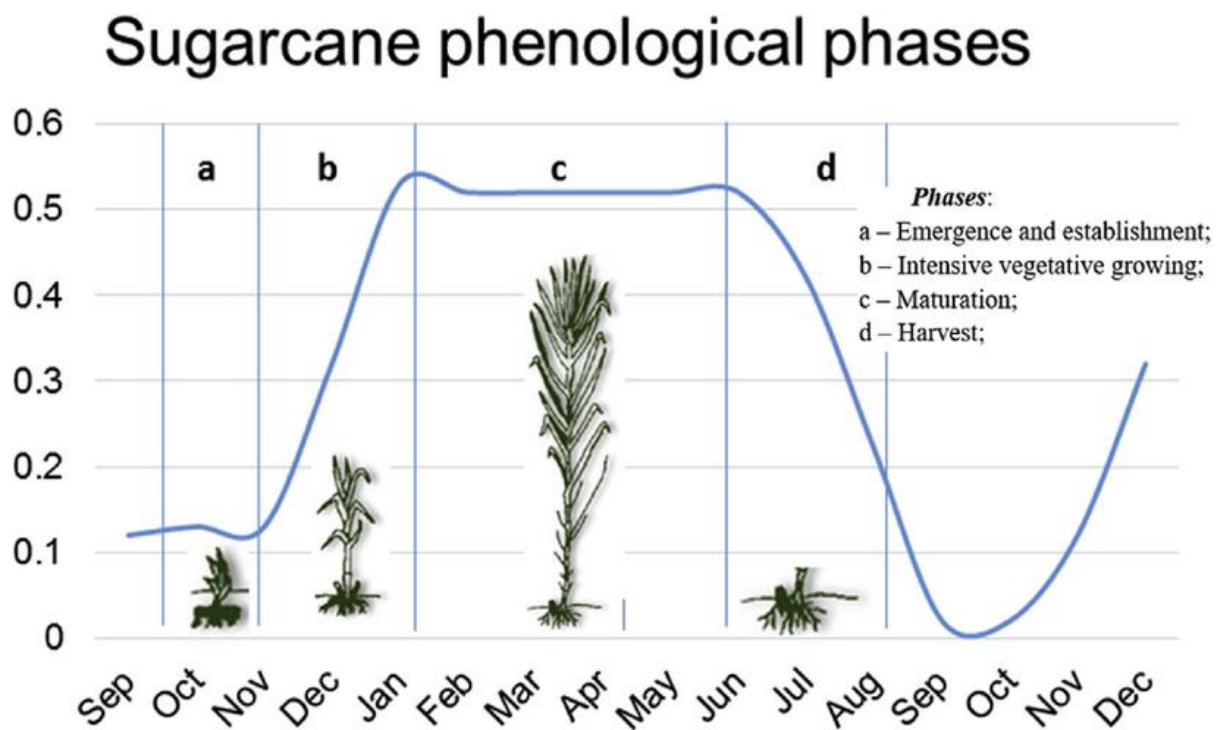 Sugarcane phenological phases
0.6
0.5
0.4
0.3
0.2
0.1
0
a
b
c
d
Phases:
a – Emergence and establishment;
b – Intensive vegetative growing;
c – Maturation;
d – Harvest;
Sep Oct Nov Dec Jan Feb Mar Apr May Jun Jul Aug Sep Oct Nov Dec